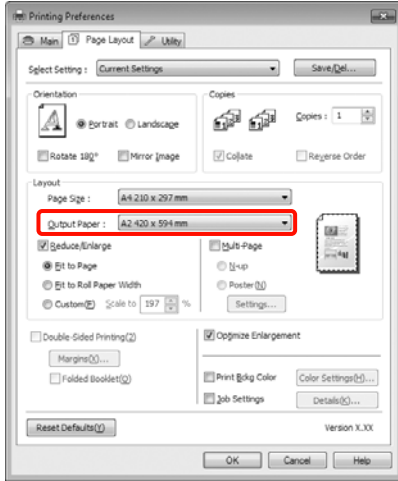 Printing Preferences
Main Page Layout Utility
Select Setting : Current Settings Save/Del...
Orientation Copies
Portrait Landscape Copies : 1
Rotate 180° Mirror Image Collate Reverse Order
Layout
Page Size : A4 210 x 297 mm
Output Paper : A2 420 x 594 mm
Reduce/Enlarge Multi-Page
Fit to Page N-up
Fit to Roll Paper Width Poster(N)
Custom(F) Scale to 197 % Settings...
Double-Sided Printing(2) Optimize Enlargement
Margins(X)...
Folded Booklet(Q) Print Bckg Color Color Settings(H)...
Job Settings Details(K)...
Reset Defaults(Y) Version X.XX
OK Cancel Help